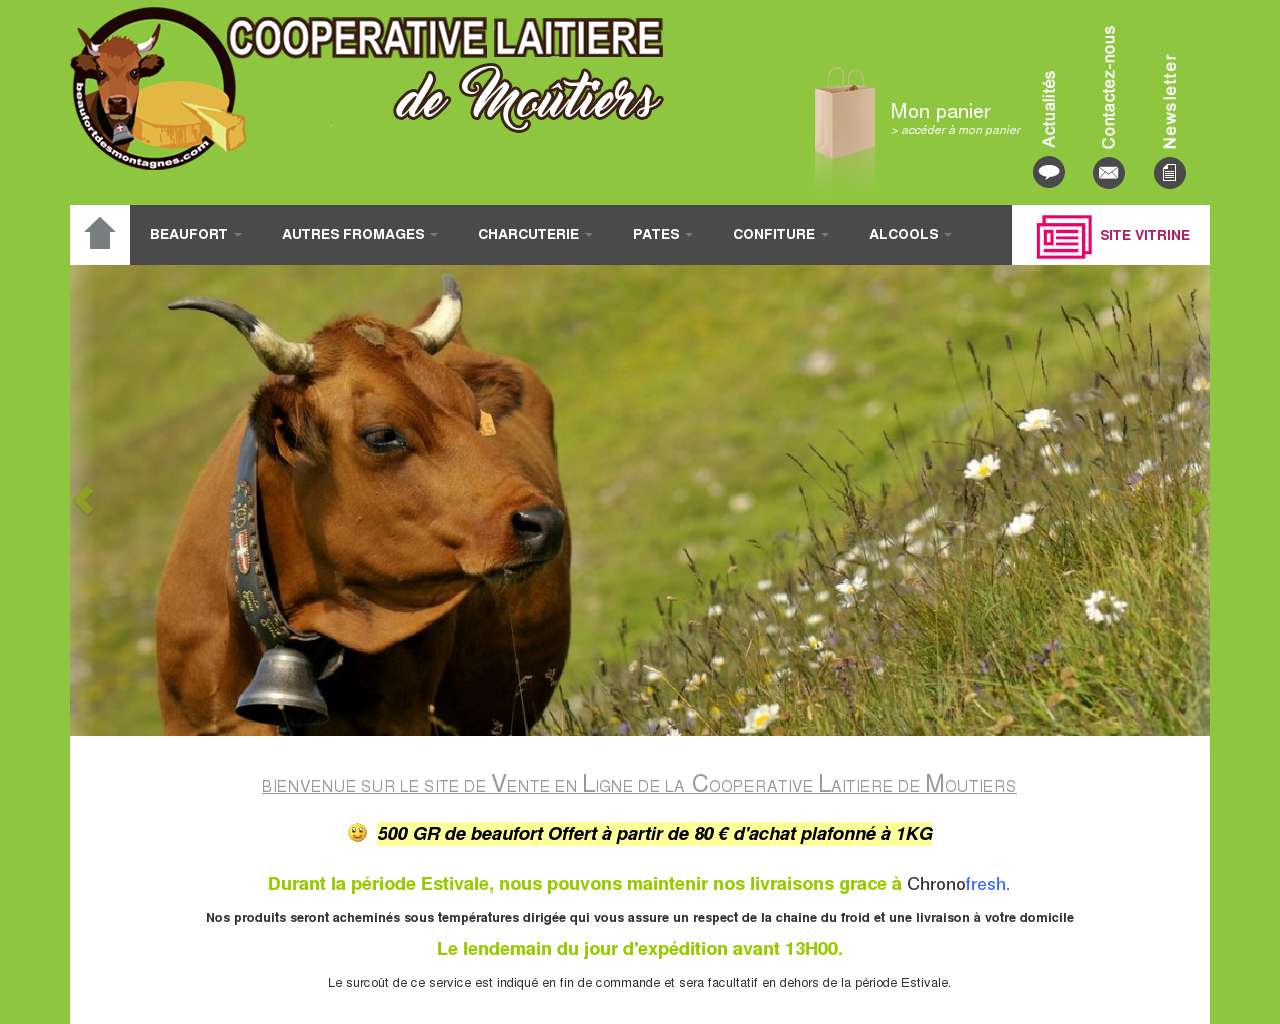 COOPERATIVE LAITIERE
de Moûtiers
beaufortdesmontagnes.com
Mon panier
> accéder à mon panier
Actualités
Contactez-nous
Newsletter
BEAUFORT
AUTRES FROMAGES
CHARCUTERIE
PATES
CONFITURE
ALCOOLS
SITE VITRINE
BIENVENUE SUR LE SITE DE VENTE EN LIGNE DE LA COOPERATIVE LAITIERE DE MOUTIERS
500 GR de beaufort Offert à partir de 80 € d'achat plafonné à 1KG
Durant la période Estivale, nous pouvons maintenir nos livraisons grace à Chronofresh.
Nos produits seront acheminés sous températures dirigée qui vous assure un respect de la chaine du froid et une livraison à votre domicile
Le lendemain du jour d'expédition avant 13H00.
Le surcoût de ce service est indiqué en fin de commande et sera facultatif en dehors de la période Estivale.